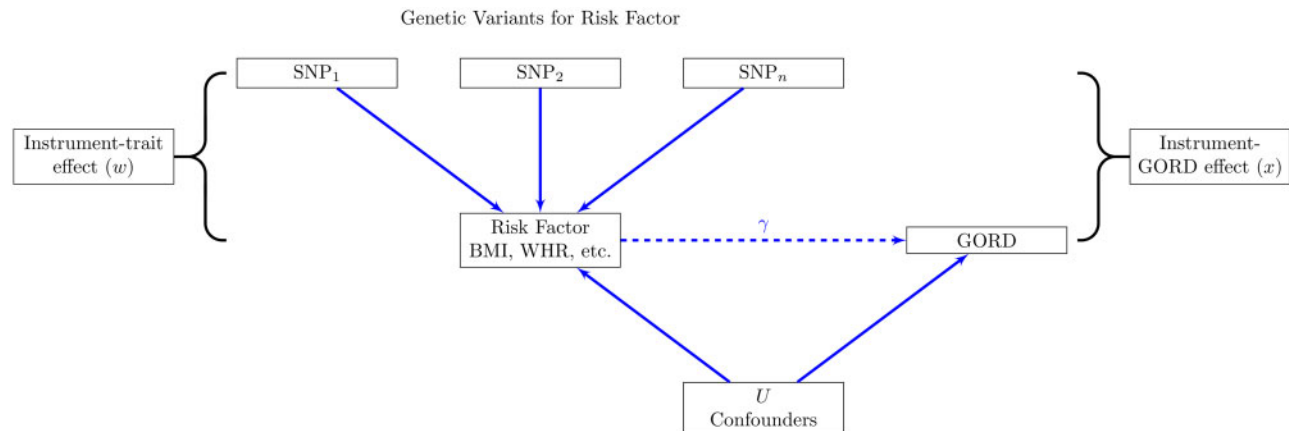 Genetic Variants for Risk Factor
SNP₁
SNP₂
SNPₙ
Instrument-trait
effect (w)
Instrument-
GORD effect (x)
Risk Factor
BMI, WHR, etc.
γ
GORD
U
Confounders